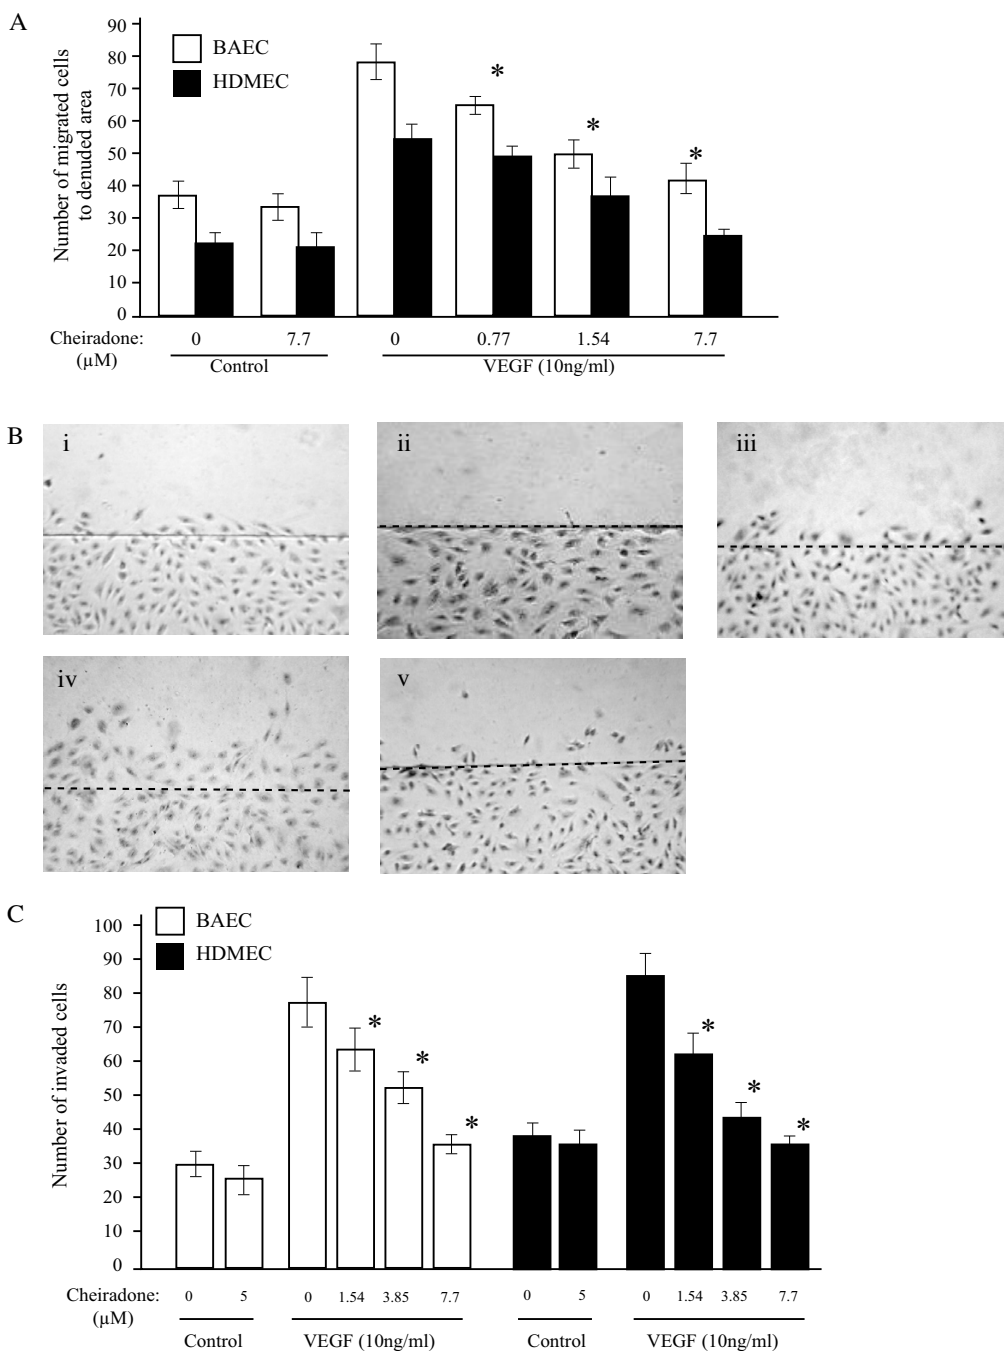 A
90
80
70
60
50
40
30
20
10
0
Number of migrated cells
to denuded area
BAEC
HDMEC
*
*
*
Cheiradone: 0 7.7 0 0.77 1.54 7.7
(µM)
Control VEGF (10ng/ml)
B
i
ii
iii
iv
v
C
100
90
80
70
60
50
40
30
20
10
0
Number of invaded cells
BAEC
HDMEC
*
*
*
*
*
*
Cheiradone: 0 5 0 1.54 3.85 7.7 0 5 0 1.54 3.85 7.7
(µM)
Control VEGF (10ng/ml) Control VEGF (10ng/ml)